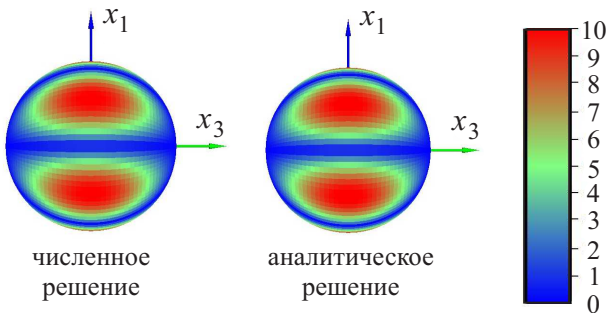 x₁
x₃
численное
решение
x₁
x₃
аналитическое
решение
10
9
8
7
6
5
4
3
2
1
0